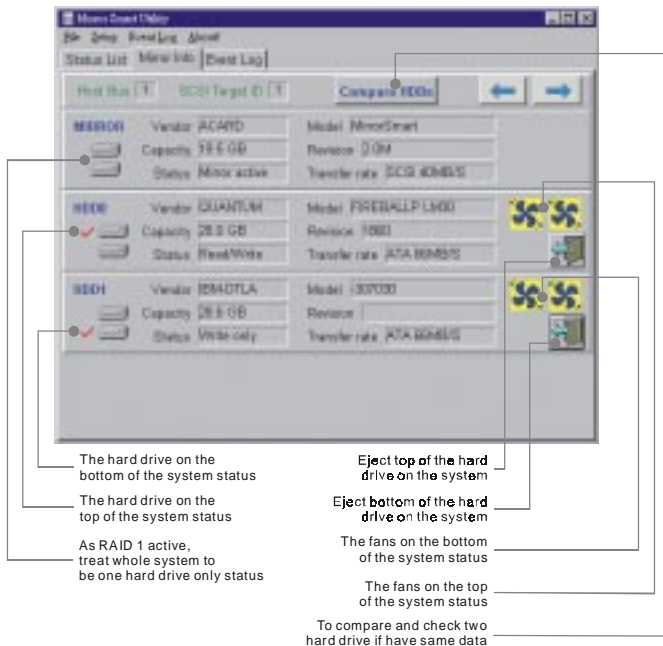 Mirror Smart Utility
File Setup Event Log About
Status List Mirror Info Event Log
Host Bus 1 SCSI Target ID 1 Compare HDDs
MIRROR Vendor ACARD Model MirrorSmart
Capacity 19.5 GB Revision
Status Mirror active Transfer rate SCSI 40MB/S
HDD0 Vendor QUANTUM Model FIREBALLP LM30
Capacity 28.0 GB Revision
Status Read/Write Transfer rate ATA 66MB/S
HDD1 Vendor IBM-DTLA Model -307030
Capacity 28.6 GB Revision
Status Write only Transfer rate ATA 66MB/S
The hard drive on the
bottom of the system status
The hard drive on the
top of the system status
As RAID 1 active,
treat whole system to
be one hard drive only status
Eject top of the hard
drive on the system
Eject bottom of the hard
drive on the system
The fans on the bottom
of the system status
The fans on the top
of the system status
To compare and check two
hard drive if have same data